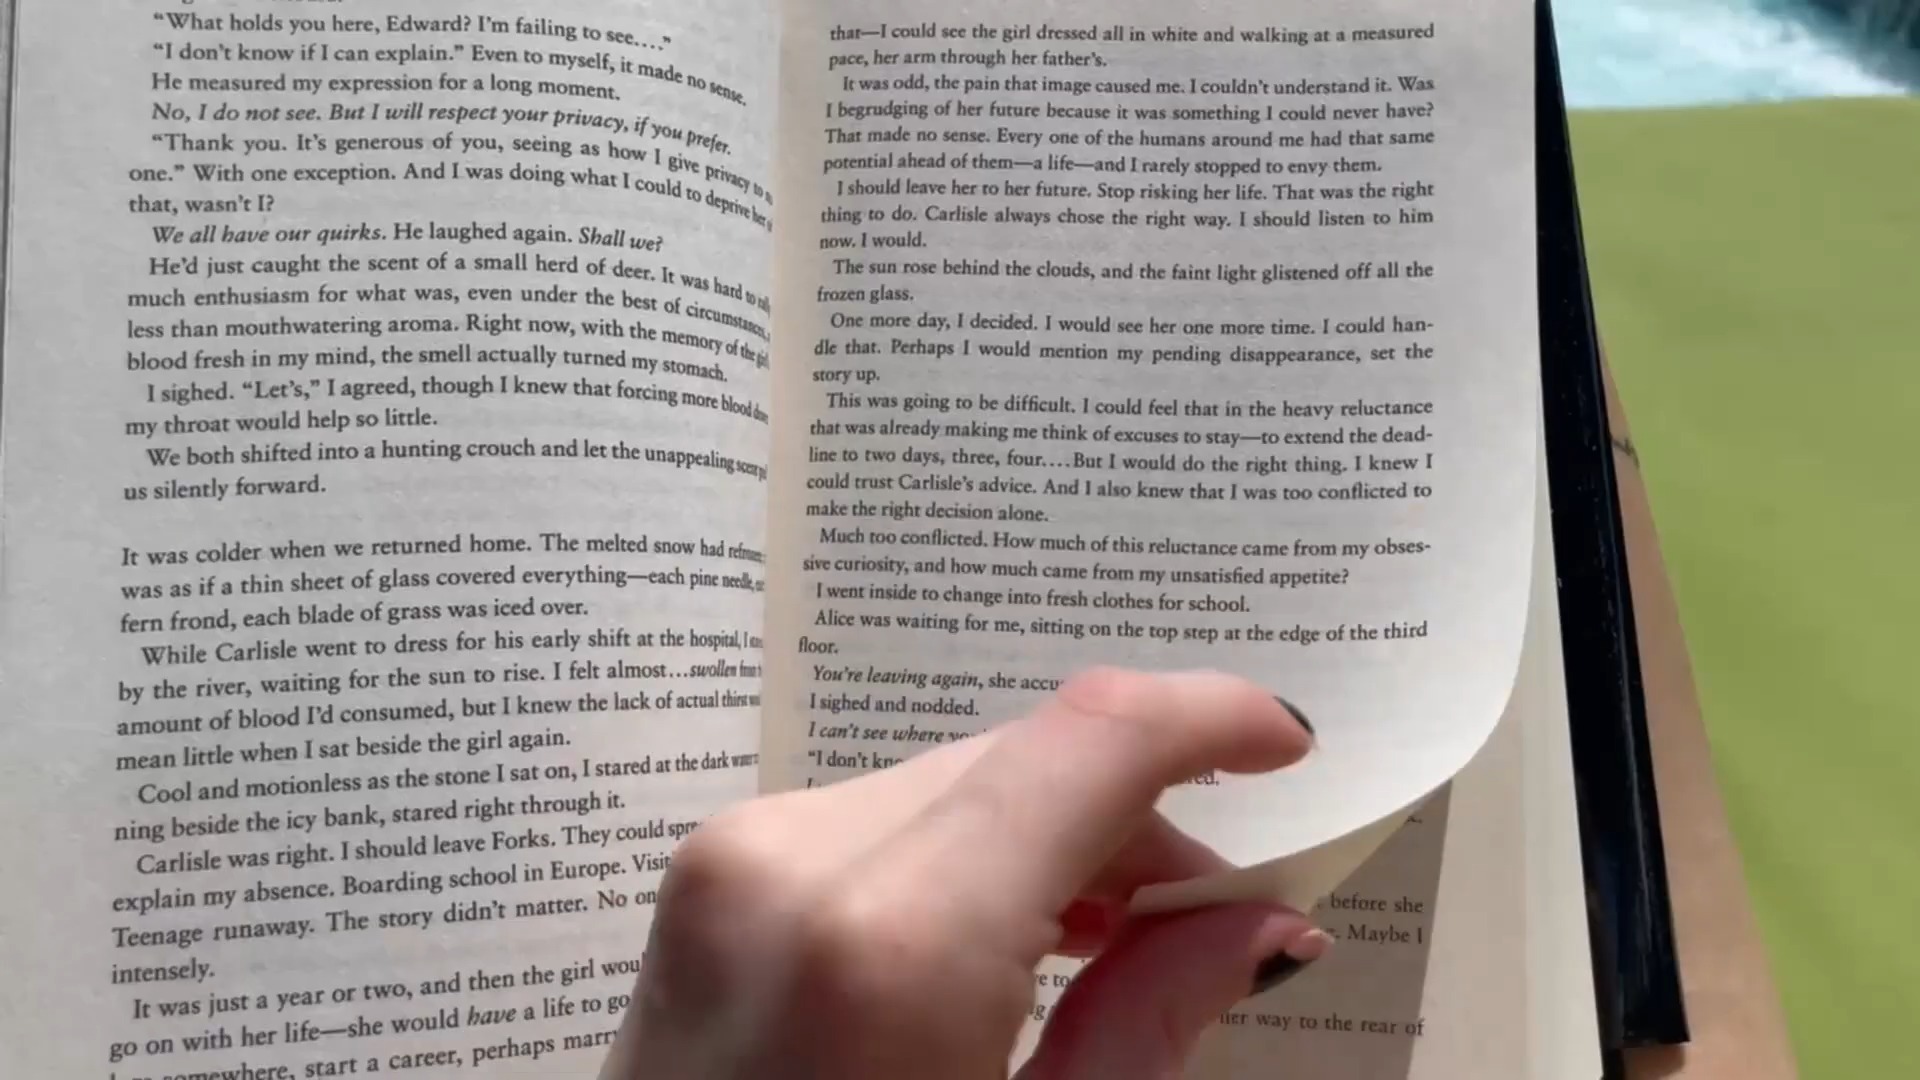 "What holds you here, Edward? I'm failing to see...."
"I don't know if I can explain." Even to myself, it made no sense.
He measured my expression for a long moment.
No, I do not see. But I will respect your privacy, if you prefer.
"Thank you. It's generous of you, seeing as how I give privacy to
one." With one exception. And I was doing what I could to deprive her
that, wasn't I?
We all have our quirks. He laughed again. Shall we?
He'd just caught the scent of a small herd of deer. It was hard to
much enthusiasm for what was, even under the best of circumstances,
less than mouthwatering aroma. Right now, with the memory of the
blood fresh in my mind, the smell actually turned my stomach.
I sighed. "Let's," I agreed, though I knew that forcing more blood
my throat would help so little.
We both shifted into a hunting crouch and let the unappealing scent
us silently forward.
It was colder when we returned home. The melted snow had
was as if a thin sheet of glass covered everything—each pine needle,
fern frond, each blade of grass was iced over.
While Carlisle went to dress for his early shift at the hospital, I
by the river, waiting for the sun to rise. I felt almost...swollen
amount of blood I'd consumed, but I knew the lack of actual thirst
mean little when I sat beside the girl again.
Cool and motionless as the stone I sat on, I stared at the dark
ning beside the icy bank, stared right through it.
Carlisle was right. I should leave Forks. They could
explain my absence. Boarding school in Europe.
Teenage runaway. The story didn't matter. No
intensely.
It was just a year or two, and then the girl
go on with her life—she would have a life to go
somewhere, start a career, perhaps
that—I could see the girl dressed all in white and walking at a measured
pace, her arm through her father's.
It was odd, the pain that image caused me. I couldn't understand it. Was
I begrudging of her future because it was something I could never have?
That made no sense. Every one of the humans around me had that same
potential ahead of them—a life—and I rarely stopped to envy them.
I should leave her to her future. Stop risking her life. That was the right
thing to do. Carlisle always chose the right way. I should listen to him
now. I would.
The sun rose behind the clouds, and the faint light glistened off all the
frozen glass.
One more day, I decided. I would see her one more time. I could han-
dle that. Perhaps I would mention my pending disappearance, set the
story up.
This was going to be difficult. I could feel that in the heavy reluctance
that was already making me think of excuses to stay—to extend the dead-
line to two days, three, four....But I would do the right thing. I knew I
could trust Carlisle's advice. And I also knew that I was too conflicted to
make the right decision alone.
Much too conflicted. How much of this reluctance came from my obses-
sive curiosity, and how much came from my unsatisfied appetite?
I went inside to change into fresh clothes for school.
Alice was waiting for me, sitting on the top step at the edge of the third
floor.
You're leaving again, she
I sighed and nodded.
I can't see where
"I don't
before she
Maybe I
way to the rear of